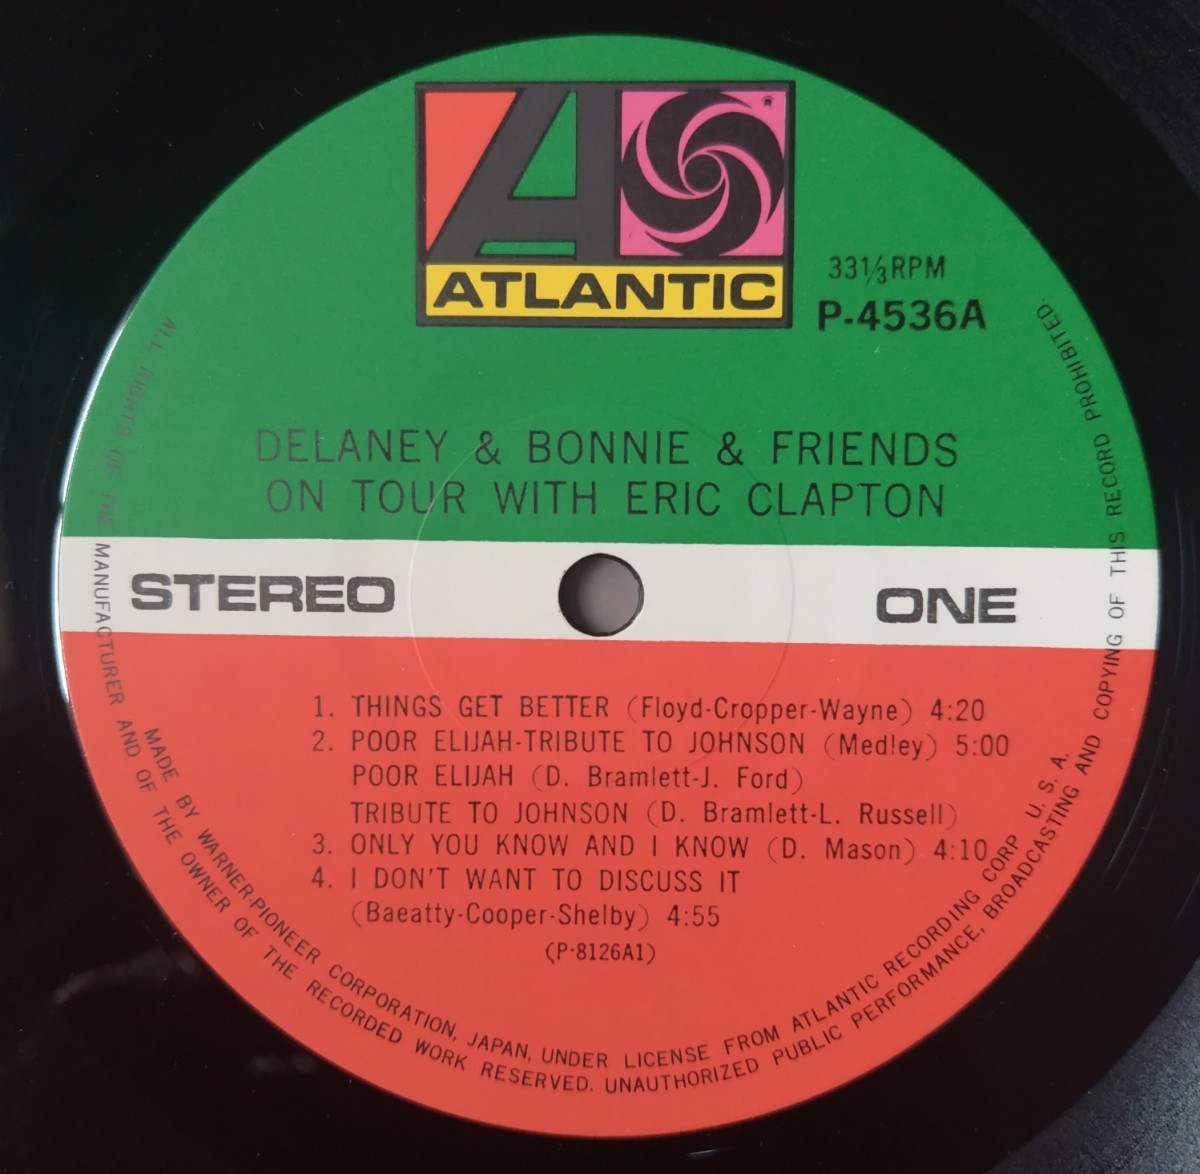 ATLANTIC
33 1/3 RPM
P-4536A
DELANEY & BONNIE & FRIENDS
ON TOUR WITH ERIC CLAPTON
STEREO
ONE
1. THINGS GET BETTER (Floyd-Cropper-Wayne) 4:20
2. POOR ELIJAH-TRIBUTE TO JOHNSON (Medley) 5:00
POOR ELIJAH (D. Bramlett-J. Ford)
TRIBUTE TO JOHNSON (D. Bramlett-L. Russell)
3. ONLY YOU KNOW AND I KNOW (D. Mason) 4:10
4. I DON'T WANT TO DISCUSS IT
(Baeatty-Cooper-Shelby) 4:55
(P-8126A1)
MADE BY WARNER-PIONEER CORPORATION, JAPAN, UNDER LICENSE FROM ATLANTIC RECORDING CORP U. S. A.
ALL RIGHTS OF THE MANUFACTURER AND OF THE OWNER OF THE RECORDED WORK RESERVED. UNAUTHORIZED PUBLIC PERFORMANCE, BROADCASTING AND COPYING OF THIS RECORD PROHIBITED.